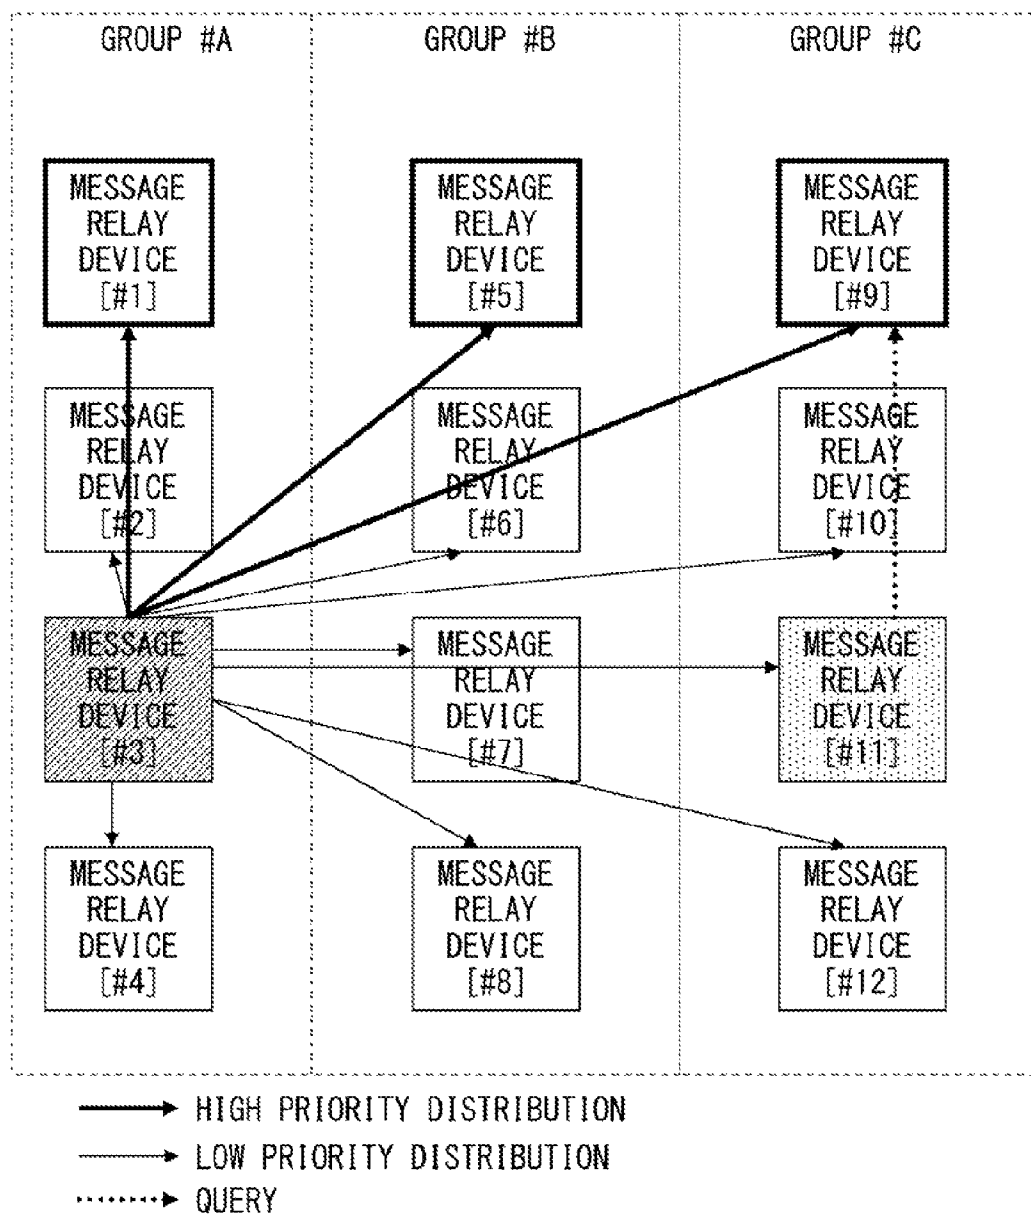 GROUP #A
GROUP #B
GROUP #C
MESSAGE
RELAY
DEVICE
[#1]
MESSAGE
RELAY
DEVICE
[#5]
MESSAGE
RELAY
DEVICE
[#9]
MESSAGE
RELAY
DEVICE
[#2]
MESSAGE
RELAY
DEVICE
[#6]
MESSAGE
RELAY
DEVICE
[#10]
MESSAGE
RELAY
DEVICE
[#3]
MESSAGE
RELAY
DEVICE
[#7]
MESSAGE
RELAY
DEVICE
[#11]
MESSAGE
RELAY
DEVICE
[#4]
MESSAGE
RELAY
DEVICE
[#8]
MESSAGE
RELAY
DEVICE
[#12]
HIGH PRIORITY DISTRIBUTION
LOW PRIORITY DISTRIBUTION
QUERY